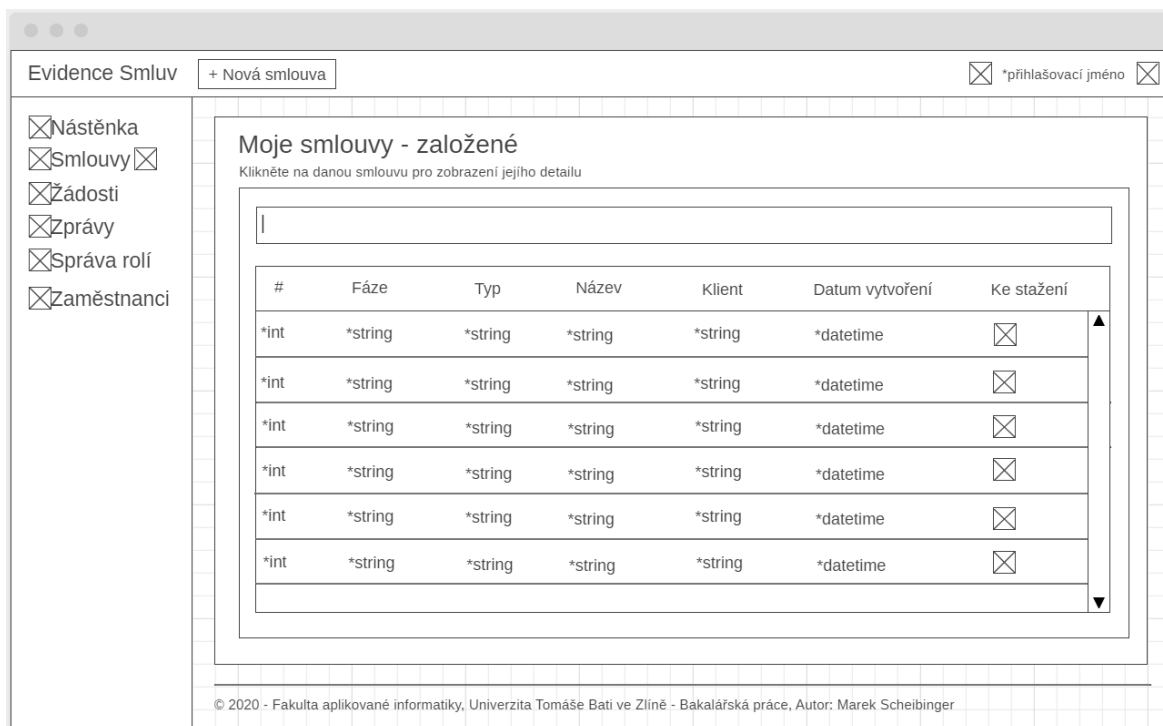 Evidence Smluv + Nová smlouva *přihlašovací jméno
Nástěnka
Smlouvy
Žádosti
Zprávy
Správa rolí
Zaměstnanci
Moje smlouvy - založené
Klikněte na danou smlouvu pro zobrazení jejího detailu
# Fáze Typ Název Klient Datum vytvoření Ke stažení
*int *string *string *string *string *datetime
*int *string *string *string *string *datetime
*int *string *string *string *string *datetime
*int *string *string *string *string *datetime
*int *string *string *string *string *datetime
*int *string *string *string *string *datetime
© 2020 - Fakulta aplikované informatiky, Univerzita Tomáše Bati ve Zlíně - Bakalářská práce, Autor: Marek Scheibinger